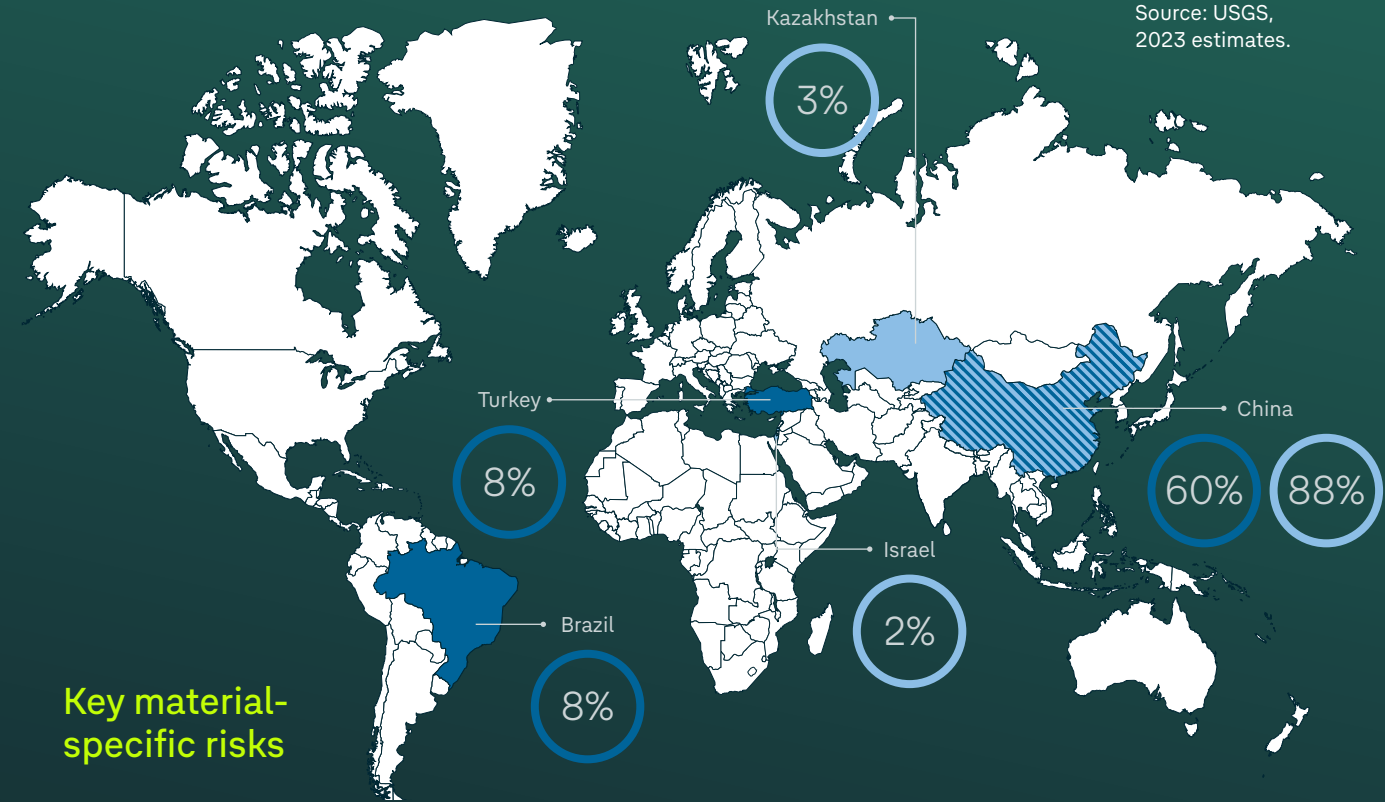 Kazakhstan
Source: USGS,
2023 estimates.
3%
Turkey
China
8%
60%
88%
Israel
2%
Brazil
8%
Key material-
specific risks